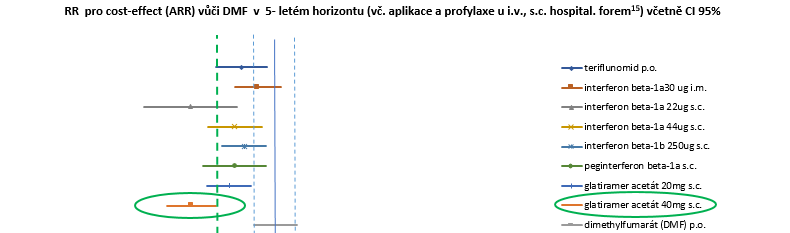 RR pro cost-effect (ARR) vůči DMF v 5- letém horizontu (vč. aplikace a profylaxe u i.v., s.c. hospital. forem¹⁵) včetně CI 95%
teriflunomid p.o.
interferon beta-1a30 ug i.m.
interferon beta-1a 22ug s.c.
interferon beta-1a 44ug s.c.
interferon beta-1b 250ug s.c.
peginterferon beta-1a s.c.
glatiramer acetát 20mg s.c.
glatiramer acetát 40mg s.c.
dimethylfumarát (DMF) p.o.